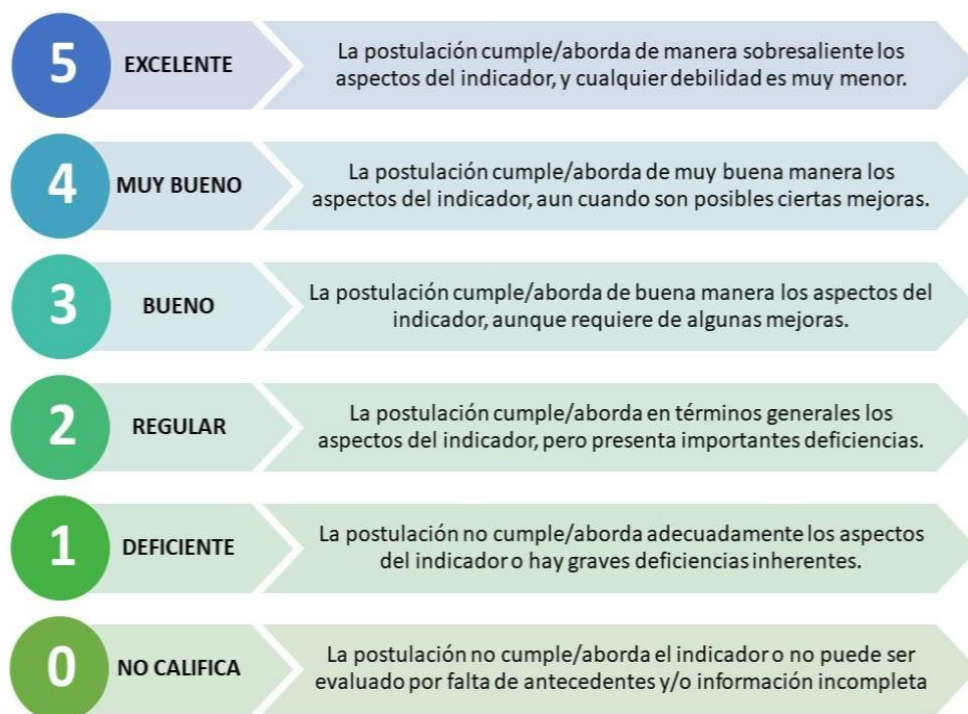 5
EXCELENTE
La postulación cumple/aborda de manera sobresaliente los
aspectos del indicador, y cualquier debilidad es muy menor.
4
MUY BUENO
La postulación cumple/aborda de muy buena manera los
aspectos del indicador, aun cuando son posibles ciertas mejoras.
3
BUENO
La postulación cumple/aborda de buena manera los aspectos del
indicador, aunque requiere de algunas mejoras.
2
REGULAR
La postulación cumple/aborda en términos generales los
aspectos del indicador, pero presenta importantes deficiencias.
1
DEFICIENTE
La postulación no cumple/aborda adecuadamente los aspectos
del indicador o hay graves deficiencias inherentes.
0
NO CALIFICA
La postulación no cumple/aborda el indicador o no puede ser
evaluado por falta de antecedentes y/o información incompleta